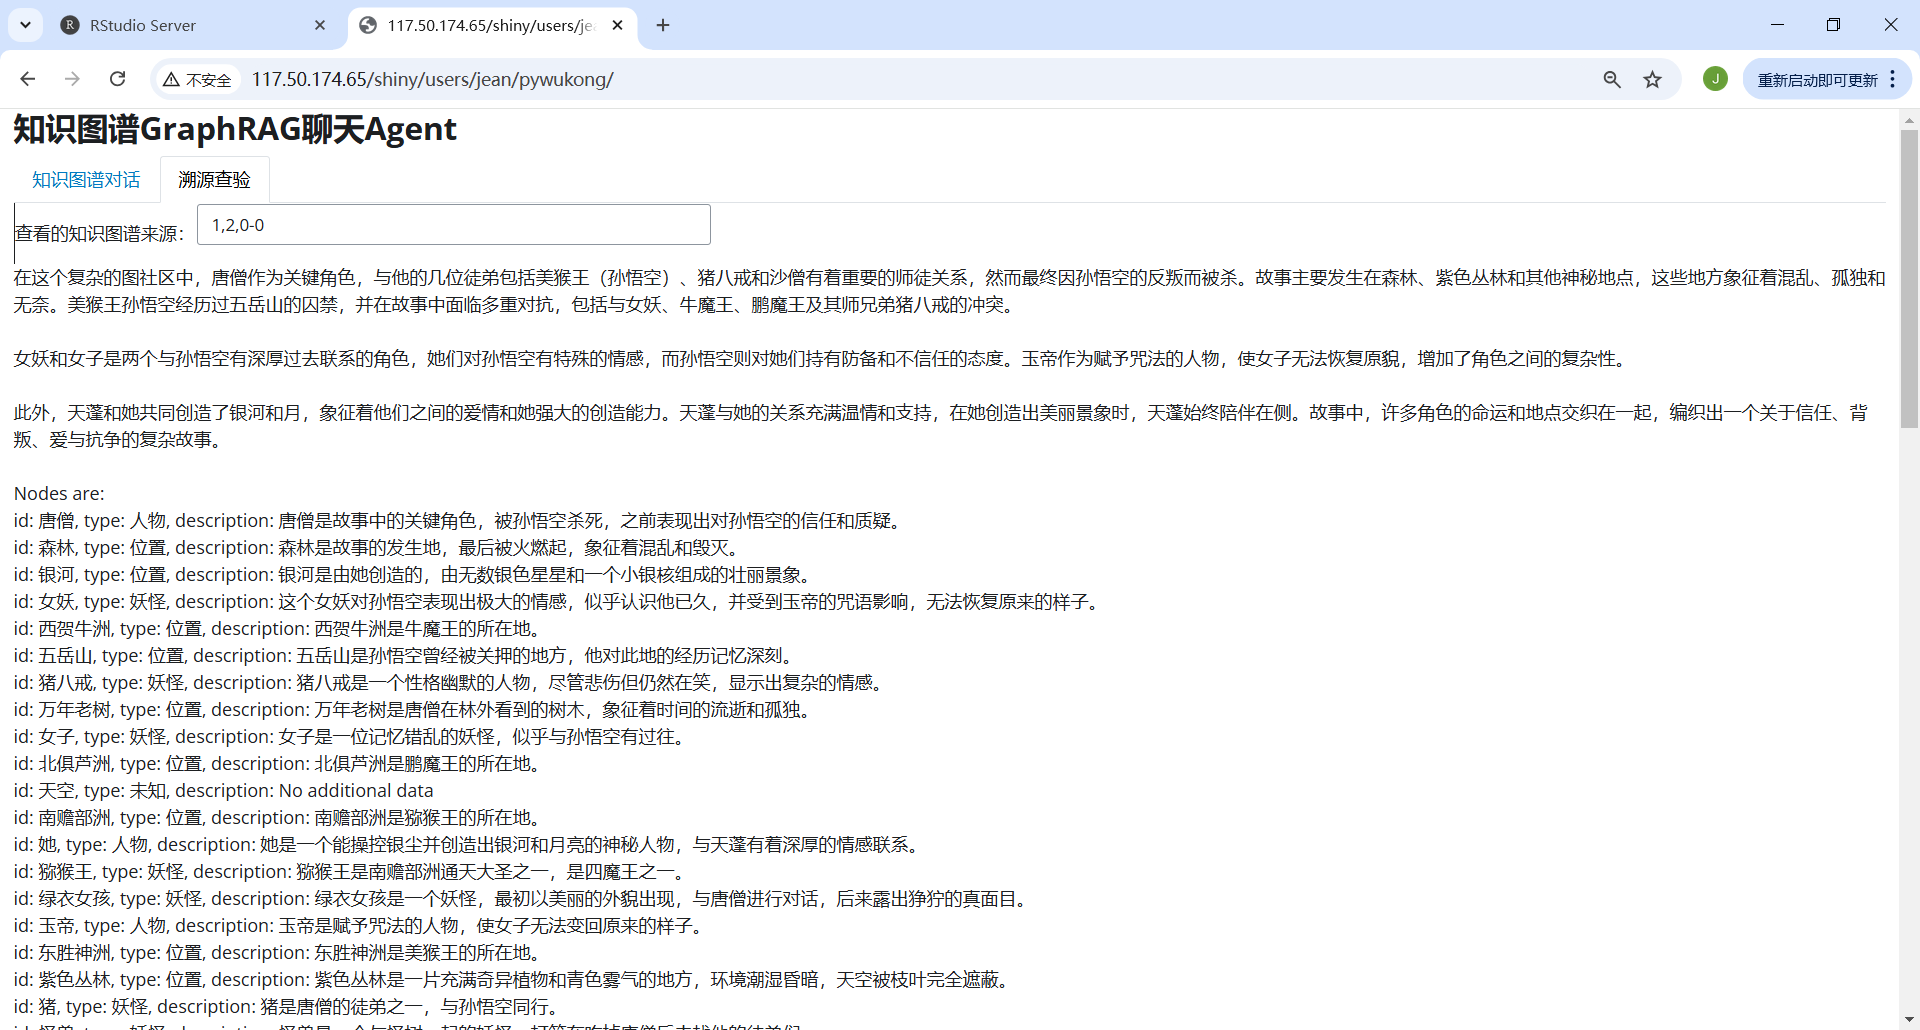 RStudio Server
117.50.174.65/shiny/users/jea
不安全
117.50.174.65/shiny/users/jean/pywukong/
J
重新启动即可更新
知识图谱GraphRAG聊天Agent
知识图谱对话
溯源查验
查看的知识图谱来源：
1,2,0-0
在这个复杂的图社区中，唐僧作为关键角色，与他的几位徒弟包括美猴王（孙悟空）、猪八戒和沙僧有着重要的师徒关系，然而最终因孙悟空的反叛而被杀。故事主要发生在森林、紫色丛林和其他神秘地点，这些地方象征着混乱、孤独和
无奈。美猴王孙悟空经历过五岳山的囚禁，并在故事中面临多重对抗，包括与女妖、牛魔王、鹏魔王及其师兄弟猪八戒的冲突。
女妖和女子是两个与孙悟空有深厚过去联系的角色，她们对孙悟空有特殊的情感，而孙悟空则对她们持有防备和不信任的态度。玉帝作为赋予咒法的人物，使女子无法恢复原貌，增加了角色之间的复杂性。
此外，天蓬和她共同创造了银河和月，象征着他们之间的爱情和她强大的创造能力。天蓬与她的关系充满温情和支持，在她创造出美丽景象时，天蓬始终陪伴在侧。故事中，许多角色的命运和地点交织在一起，编织出一个关于信任、背
叛、爱与抗争的复杂故事。
Nodes are:
id: 唐僧, type: 人物, description: 唐僧是故事中的关键角色，被孙悟空杀死，之前表现出对孙悟空的信任和质疑。
id: 森林, type: 位置, description: 森林是故事的发生地，最后被火燃起，象征着混乱和毁灭。
id: 银河, type: 位置, description: 银河是由她创造的，由无数银色星星和一个小银核组成的壮丽景象。
id: 女妖, type: 妖怪, description: 这个女妖对孙悟空表现出极大的情感，似乎认识他已久，并受到玉帝的咒语影响，无法恢复原来的样子。
id: 西贺牛洲, type: 位置, description: 西贺牛洲是牛魔王的所在地。
id: 五岳山, type: 位置, description: 五岳山是孙悟空曾经被关押的地方，他对此地的经历记忆深刻。
id: 猪八戒, type: 妖怪, description: 猪八戒是一个性格幽默的人物，尽管悲伤但仍然在笑，显示出复杂的情感。
id: 万年老树, type: 位置, description: 万年老树是唐僧在林外看到的树木，象征着时间的流逝和孤独。
id: 女子, type: 妖怪, description: 女子是一位记忆错乱的妖怪，似乎与孙悟空有过往。
id: 北俱芦洲, type: 位置, description: 北俱芦洲是鹏魔王的所在地。
id: 天空, type: 未知, description: No additional data
id: 南赡部洲, type: 位置, description: 南赡部洲是猕猴王的所在地。
id: 她, type: 人物, description: 她是一个能操控银尘并创造出银河和月亮的神秘人物，与天蓬有着深厚的情感联系。
id: 猕猴王, type: 妖怪, description: 猕猴王是南赡部洲通天大圣之一，是四魔王之一。
id: 绿衣女孩, type: 妖怪, description: 绿衣女孩是一个妖怪，最初以美丽的外貌出现，与唐僧进行对话，后来露出狰狞的真面目。
id: 玉帝, type: 人物, description: 玉帝是赋予咒法的人物，使女子无法变回原来的样子。
id: 东胜神洲, type: 位置, description: 东胜神洲是美猴王的所在地。
id: 紫色丛林, type: 位置, description: 紫色丛林是一片充满奇异植物和青色雾气的地方，环境潮湿昏暗，天空被枝叶完全遮蔽。
id: 猪, type: 妖怪, description: 猪是唐僧的徒弟之一，与孙悟空同行。